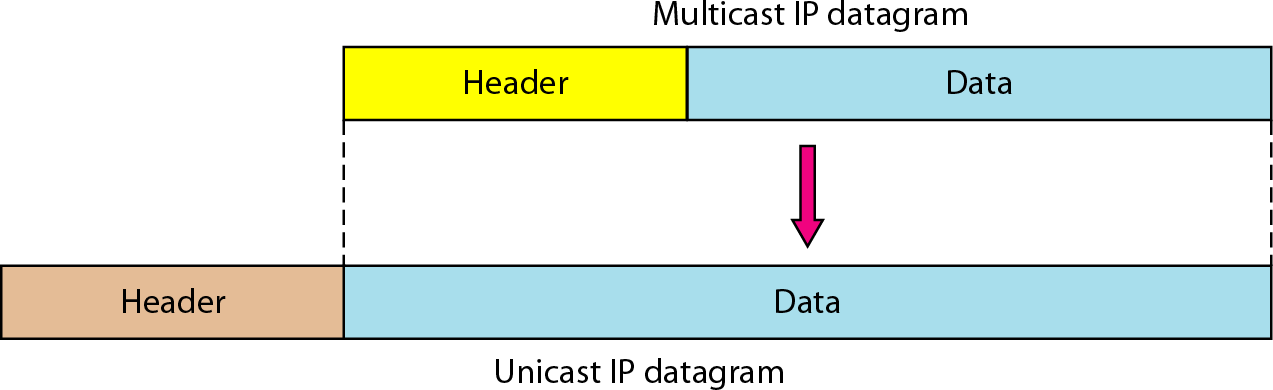 Multicast IP datagram
Header Data
Header Data
Unicast IP datagram